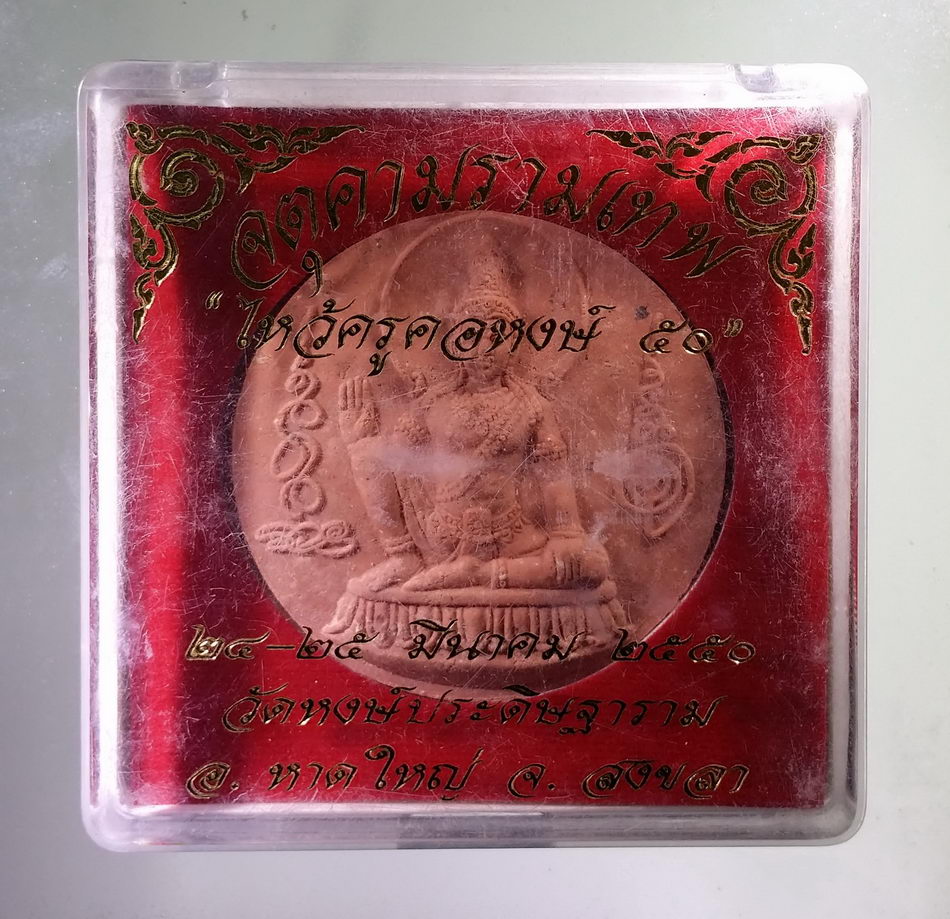 จตุคามรามเทพ
“ไหว้ครูคอหงษ์ ๕๐”
๒๔-๒๕ มีนาคม ๒๕๕๐
วัดหงษ์ประดิษฐาราม
อ. หาดใหญ่ จ. สงขลา